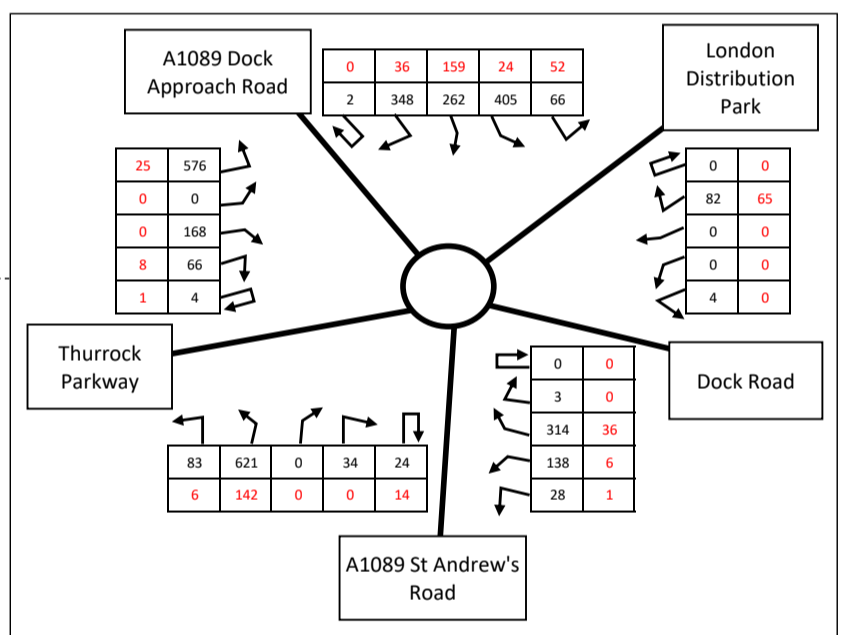 A1089 Dock
Approach Road
0 36 159 24 52
2 348 262 405 66
London
Distribution
Park
25 576
0 0
0 168
8 66
1 4
0 0
82 65
0 0
0 0
4 0
Thurrock
Parkway
Dock Road
0 0
3 0
314 36
138 6
28 1
83 621 0 34 24
6 142 0 0 14
A1089 St Andrew's
Road